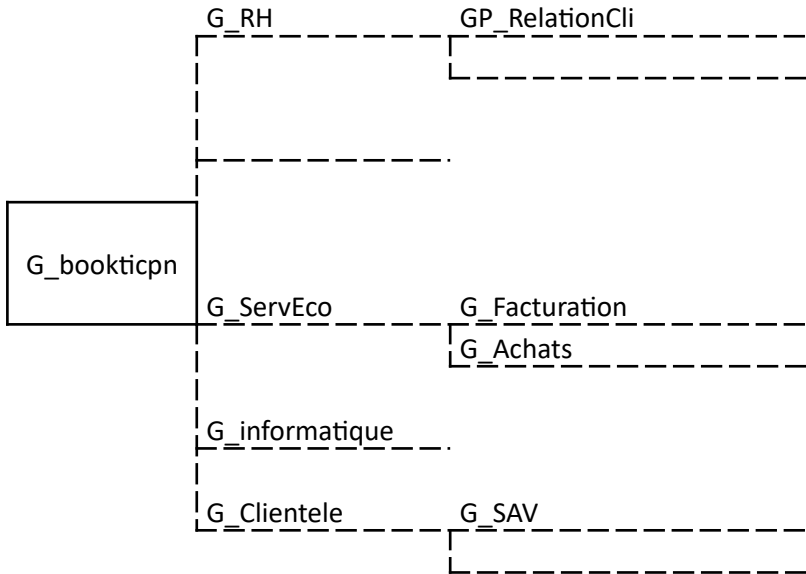 G_RH
GP_RelationCli
G_bookticpn
G_ServEco
G_Facturation
G_Achats
G_informatique
G_Clientele
G_SAV